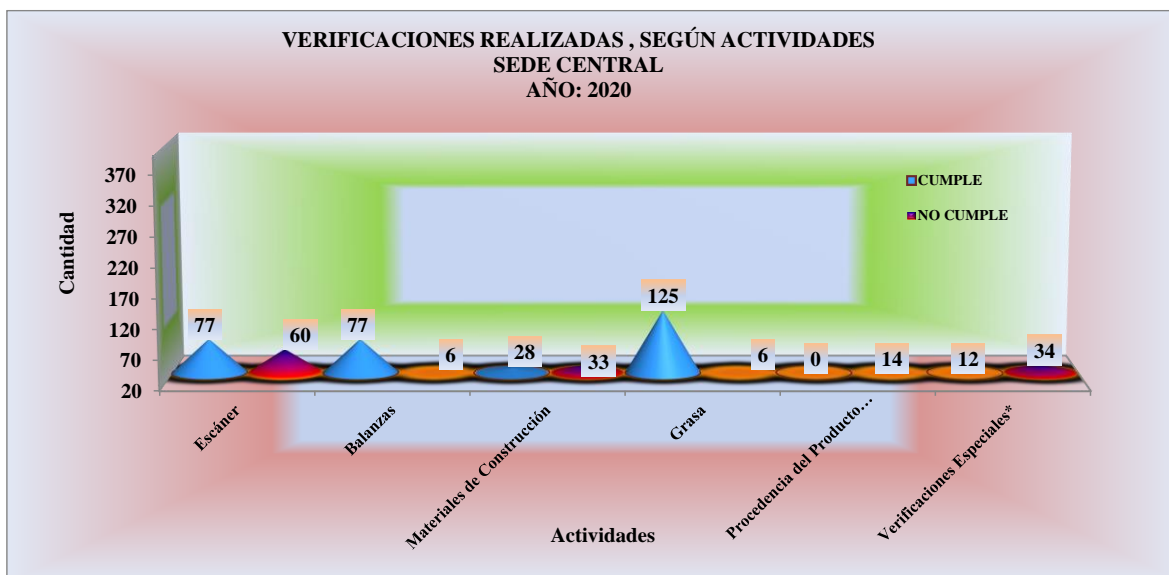 VERIFICACIONES REALIZADAS , SEGÚN ACTIVIDADES
SEDE CENTRAL
AÑO: 2020
Cantidad
370
320
270
220
170
120
70
20
CUMPLE
NO CUMPLE
77
60
77
6
28
33
125
6
0
14
12
34
Escáner
Balanzas
Materiales de Construcción
Grasa
Procedencia del Producto…
Verificaciones Especiales*
Actividades